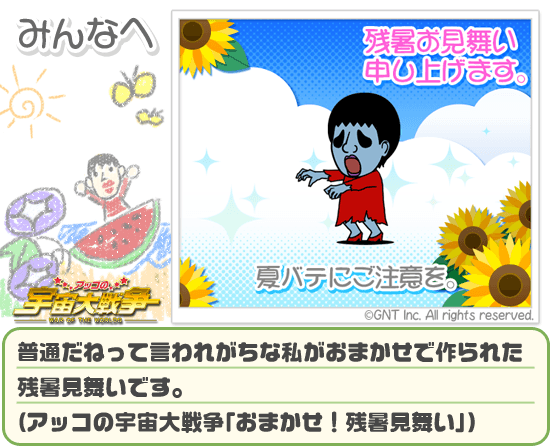 みんなへ
残暑お見舞い
申し上げます。
夏バテにご注意を。
アッコの
宇宙大戦争
WAR OF THE WORLDS
©GNT Inc. All rights reserved.
普通だねって言われがちな私がおまかせで作られた
残暑見舞いです。
(アッコの宇宙大戦争「おまかせ！残暑見舞い」)